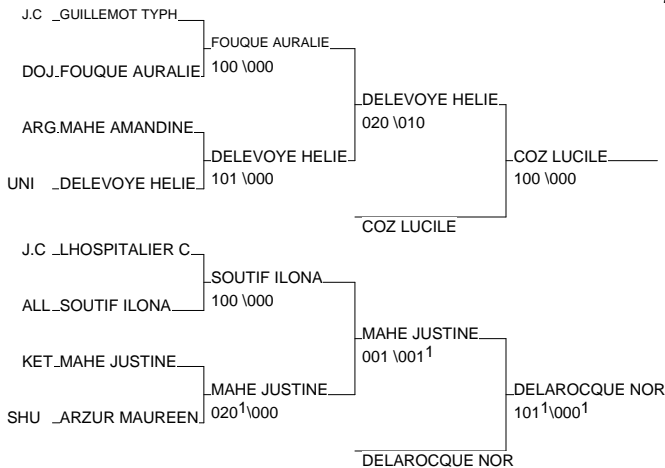 J.C GUILLEMOT TYPH
FOUQUE AURALIE
100 \000
DOJ FOUQUE AURALIE
DELEVOYE HELIE
020 \010
ARG. MAHE AMANDINE
DELEVOYE HELIE
101 \000
COZ LUCILE
100 \000
UNI DELEVOYE HELIE
COZ LUCILE
J.C LHOSPITALIER C
SOUTIF ILONA
100 \000
ALL SOUTIF ILONA
MAHE JUSTINE
001 \001¹
KET MAHE JUSTINE
MAHE JUSTINE
020¹\000
DELAROCQUE NOR
101¹\000¹
SHU ARZUR MAUREEN
DELAROCQUE NOR